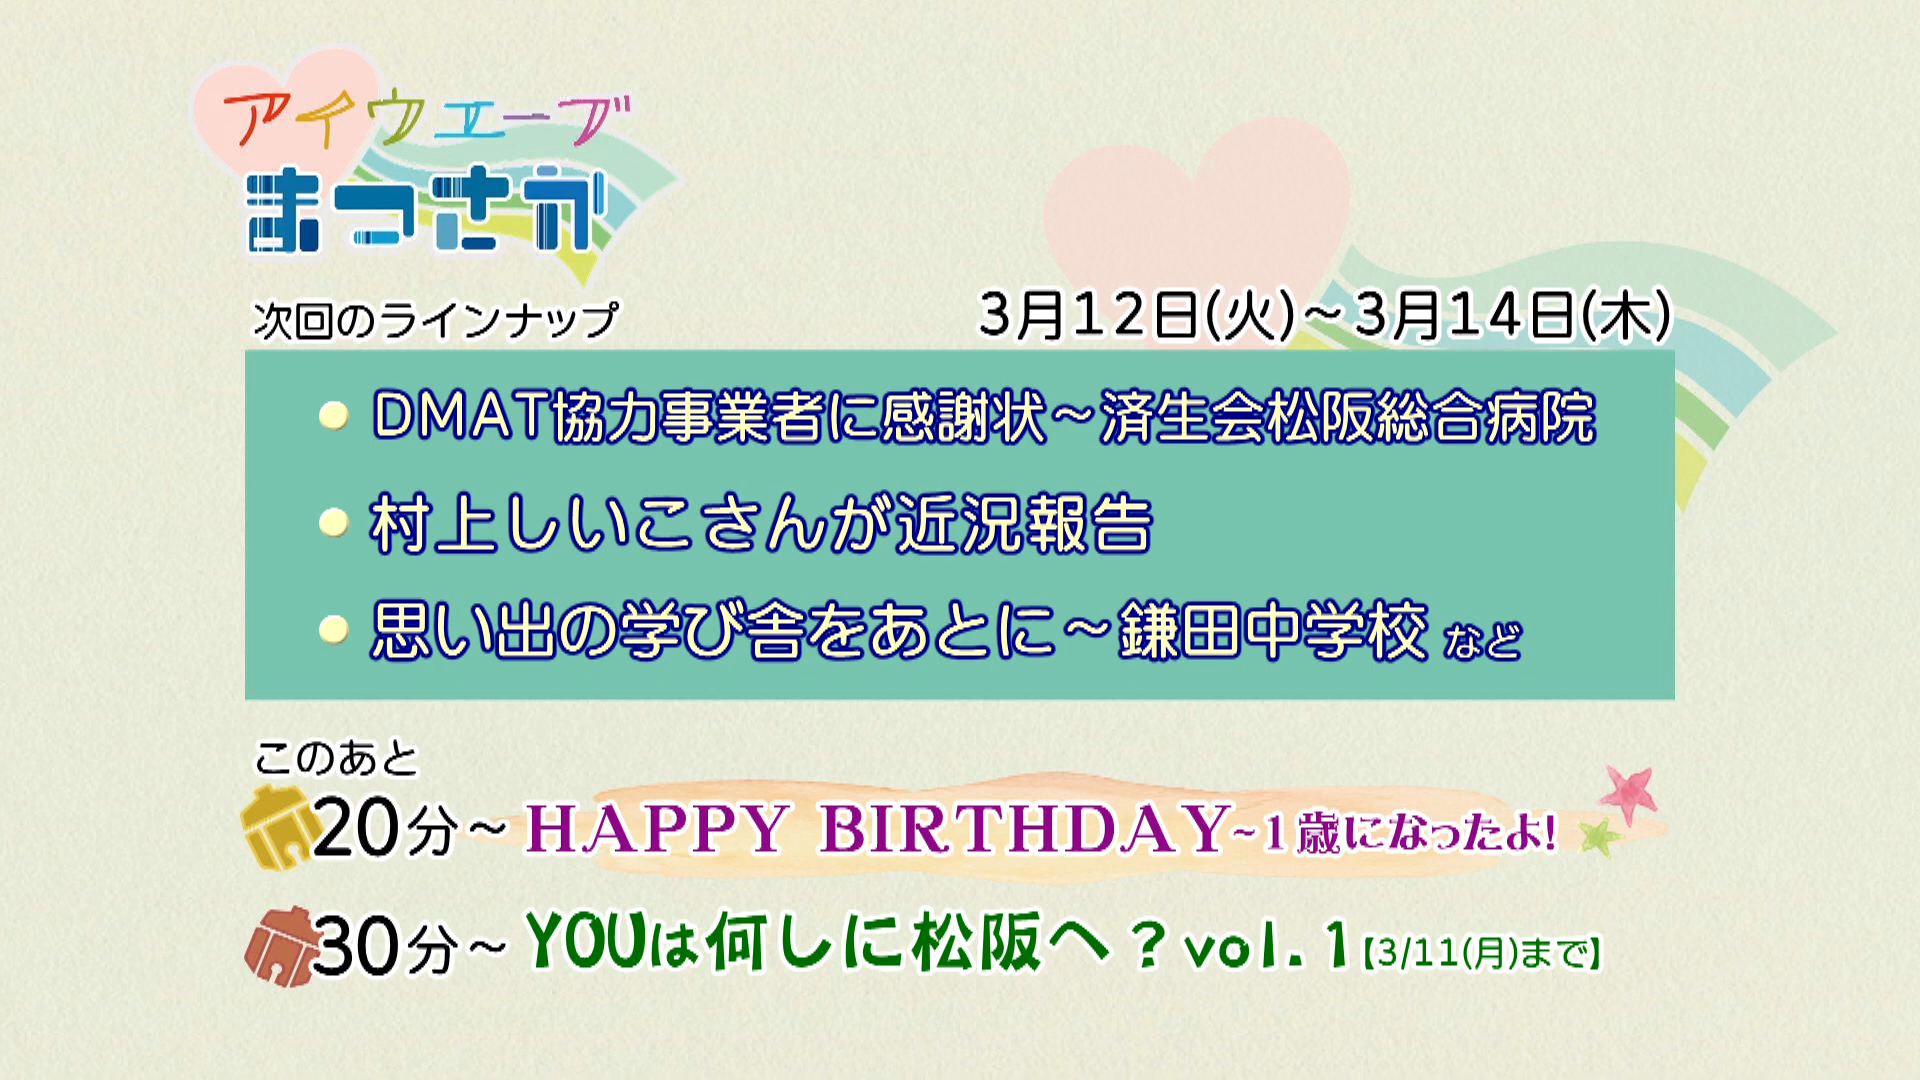 アイウエーブ
まつさか
次回のラインナップ
3月12日(火)～3月14日(木)
● DMAT協力事業者に感謝状～済生会松阪総合病院
● 村上しいこさんが近況報告
● 思い出の学び舎をあとに～鎌田中学校 など
このあと
20分～HAPPY BIRTHDAY～1歳になったよ!
30分～YOUは何しに松阪へ？vol.1【3/11(月)まで】